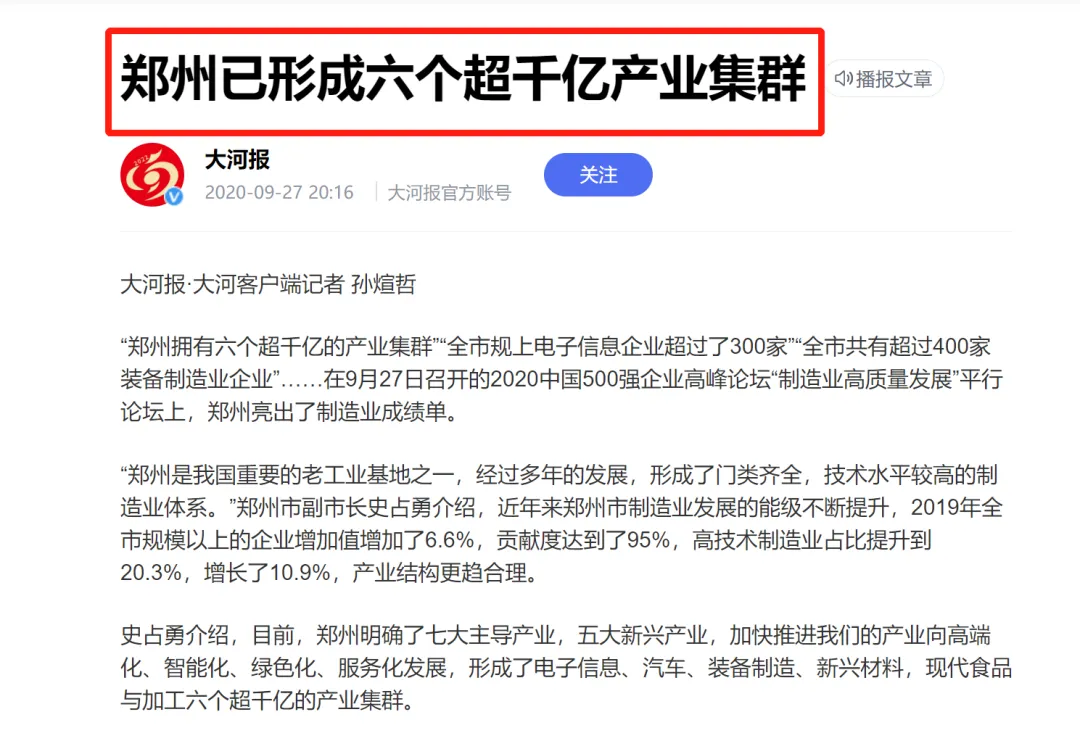 郑州已形成六个超千亿产业集群
播报文章
2021
大河报
2020-09-27 20:16
大河报官方账号
关注
大河报·大河客户端记者 孙煊哲
“郑州拥有六个超千亿的产业集群”“全市规上电子信息企业超过了300家”“全市共有超过400家
装备制造业企业”……在9月27日召开的2020中国500强企业高峰论坛“制造业高质量发展”平行
论坛上，郑州亮出了制造业成绩单。
“郑州是我国重要的老工业基地之一，经过多年的发展，形成了门类齐全，技术水平较高的制
造业体系。”郑州市副市长史占勇介绍，近年来郑州市制造业发展的能级不断提升，2019年全
市规模以上的企业增加值增加了6.6%，贡献度达到了95%，高技术制造业占比提升到
20.3%，增长了10.9%，产业结构更趋合理。
史占勇介绍，目前，郑州明确了七大主导产业，五大新兴产业，加快推进我们的产业向高端
化、智能化、绿色化、服务化发展，形成了电子信息、汽车、装备制造、新兴材料，现代食品
与加工六个超千亿的产业集群。